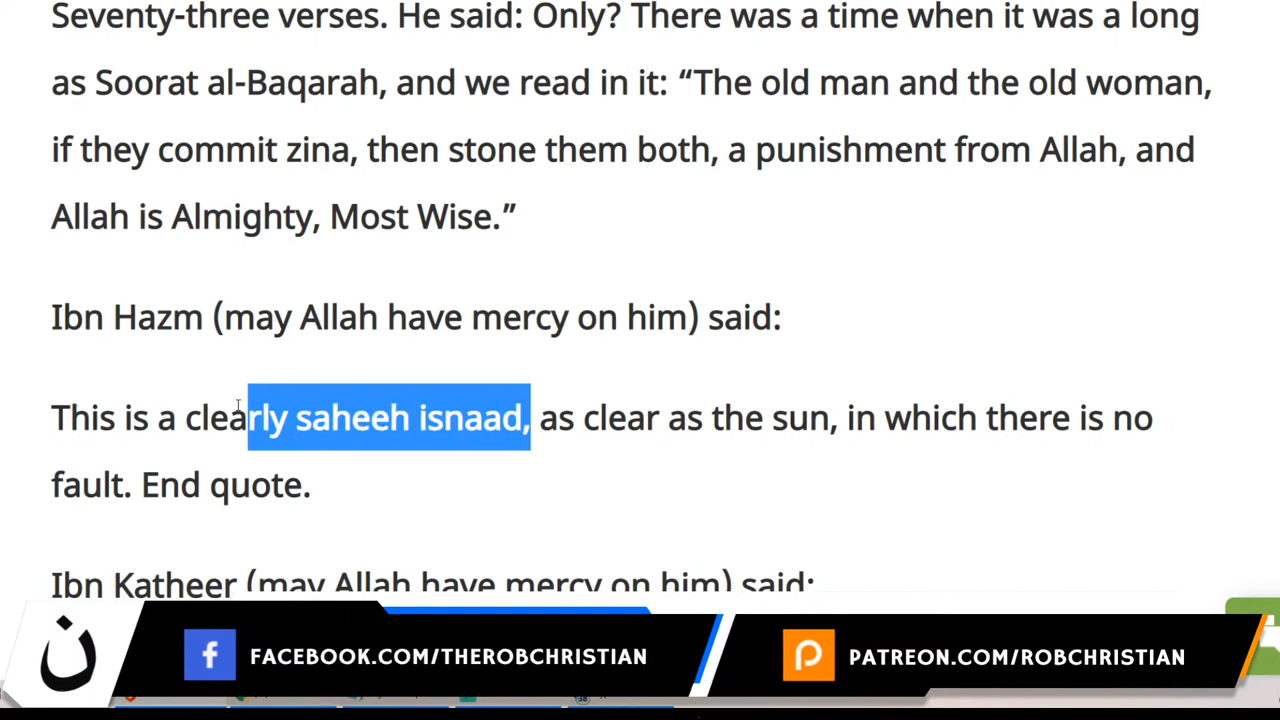 Seventy-three verses. He said: Only? There was a time when it was a long
as Soorat al-Baqarah, and we read in it: “The old man and the old woman,
if they commit zina, then stone them both, a punishment from Allah, and
Allah is Almighty, Most Wise.”
Ibn Hazm (may Allah have mercy on him) said:
This is a clearly saheeh isnaad, as clear as the sun, in which there is no
fault. End quote.
Ibn Katheer (may Allah have mercy on him) said:
ن
f FACEBOOK.COM/THEROBCHRISTIAN
PATREON.COM/ROBCHRISTIAN